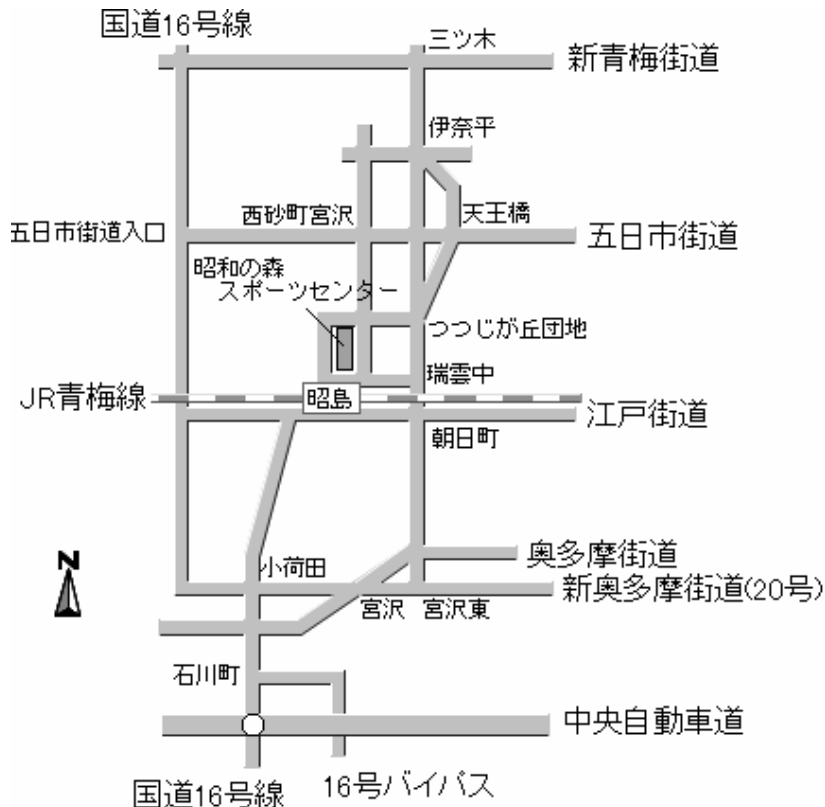 国道16号線
三ツ木
新青梅街道
伊奈平
西砂町宮沢
天王橋
五日市街道入口
五日市街道
昭和の森
スポーツセンター
つつじが丘団地
瑞雲中
JR青梅線
昭島
江戸街道
朝日町
N
奥多摩街道
小荷田
新奥多摩街道(20号)
宮沢
宮沢東
石川町
中央自動車道
国道16号線
16号バイパス